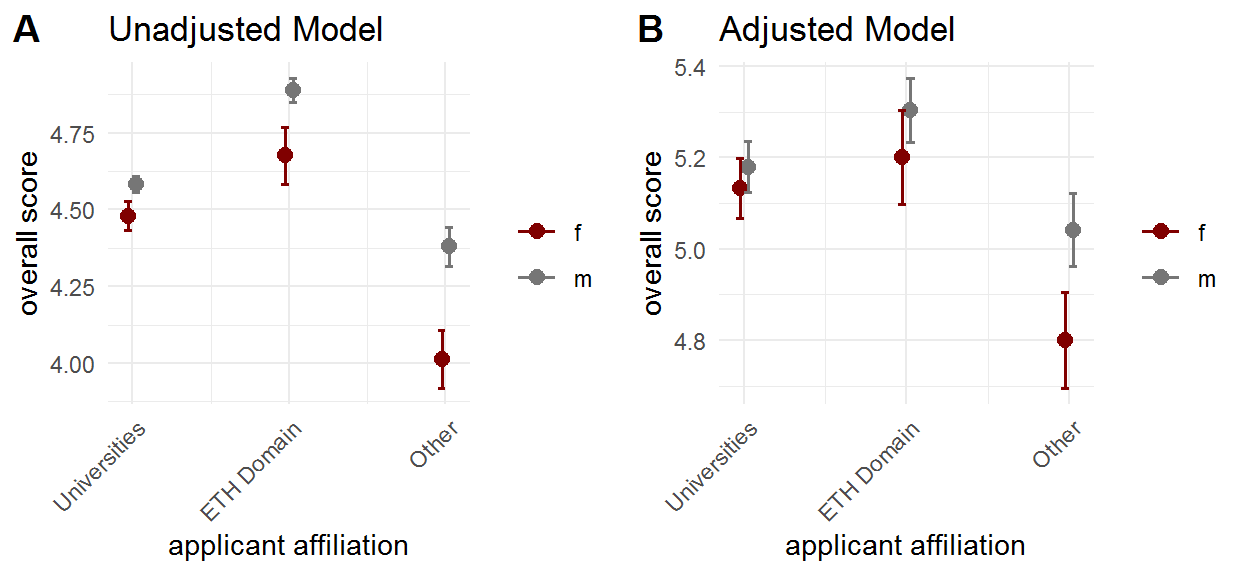 A Unadjusted Model
overall score
4.75
4.50
4.25
4.00
Universities
ETH Domain
Other
applicant affiliation
f
m
B Adjusted Model
overall score
5.4
5.2
5.0
4.8
Universities
ETH Domain
Other
applicant affiliation
f
m